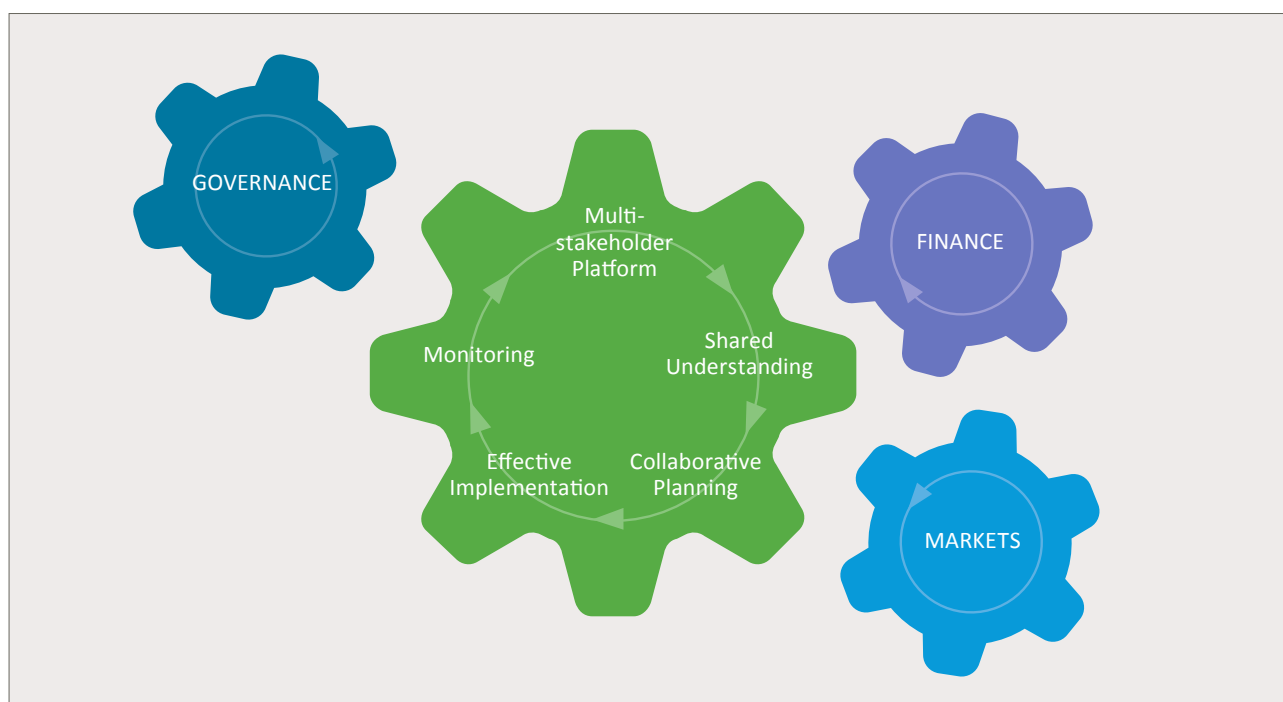 GOVERNANCE
Multi-
stakeholder
Platform
Shared
Understanding
Collaborative
Planning
Effective
Implementation
Monitoring
FINANCE
MARKETS